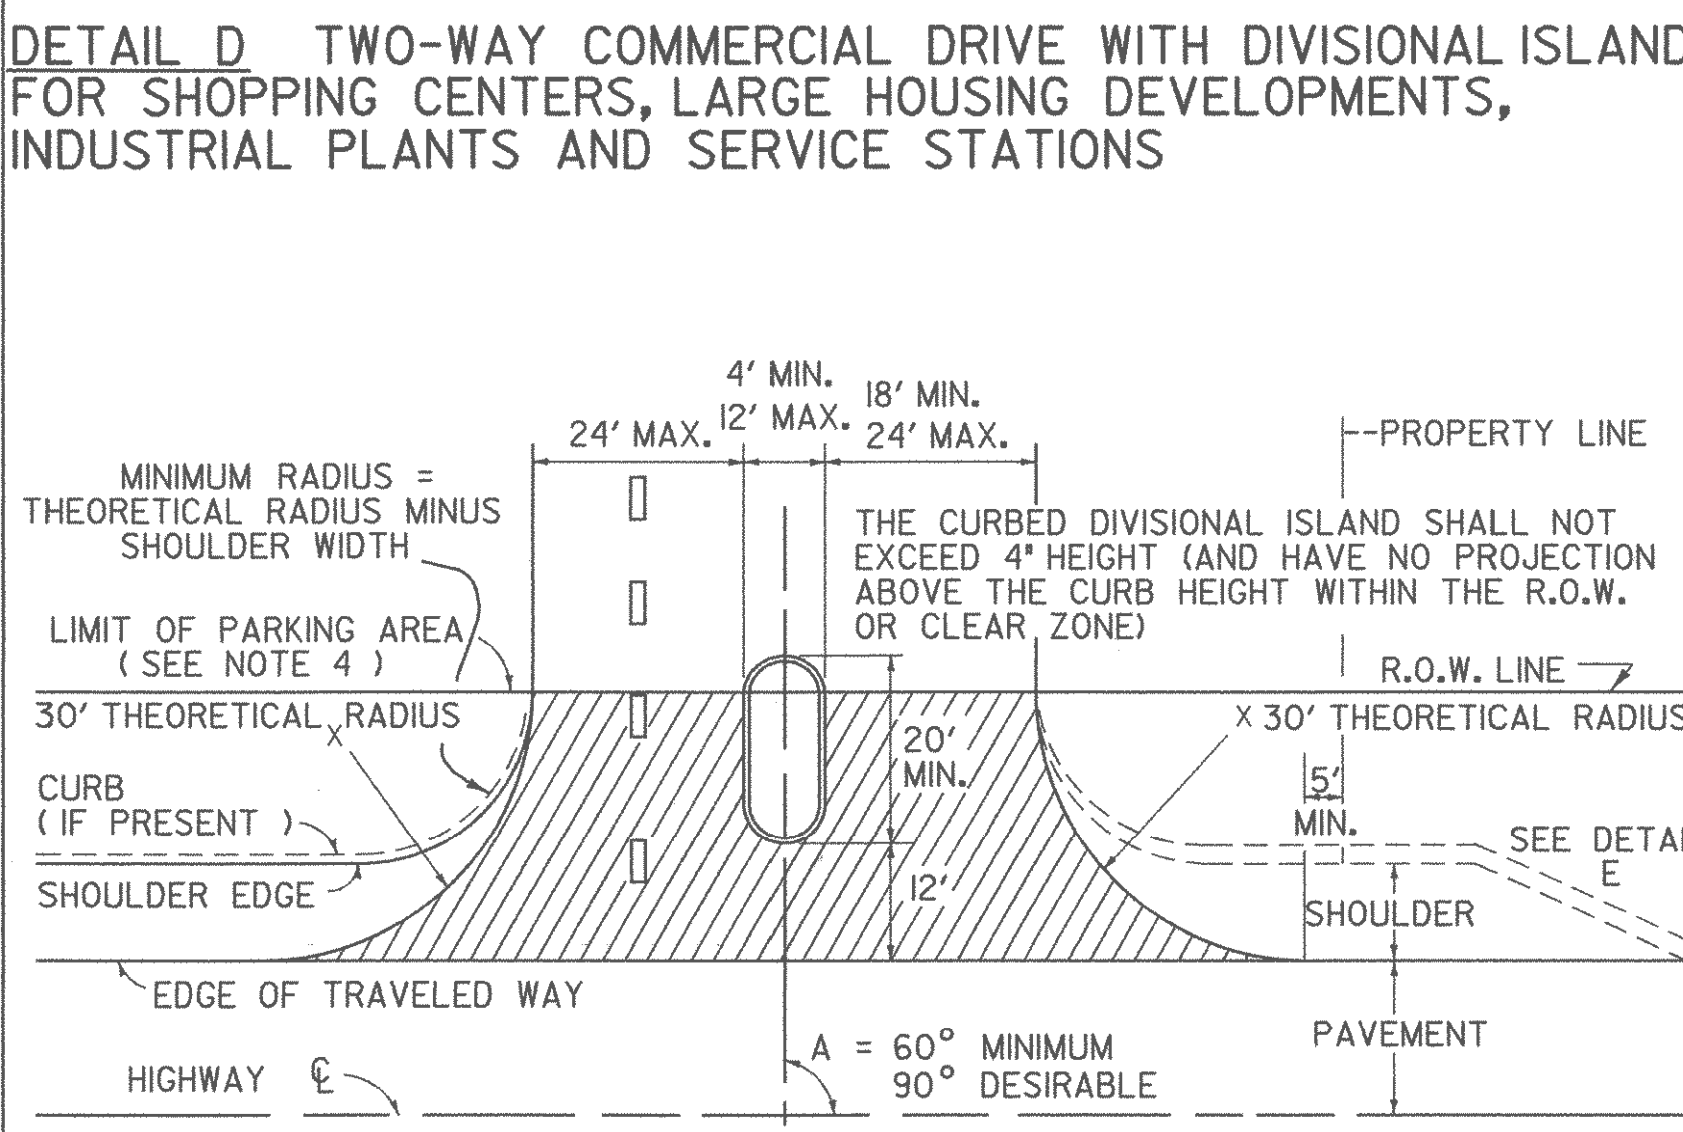 DETAIL D TWO-WAY COMMERCIAL DRIVE WITH DIVISIONAL ISLAND
FOR SHOPPING CENTERS, LARGE HOUSING DEVELOPMENTS,
INDUSTRIAL PLANTS AND SERVICE STATIONS
4' MIN.
12' MAX.
18' MIN.
24' MAX.
24' MAX.
PROPERTY LINE
MINIMUM RADIUS =
THEORETICAL RADIUS MINUS
SHOULDER WIDTH
THE CURBED DIVISIONAL ISLAND SHALL NOT
EXCEED 4" HEIGHT (AND HAVE NO PROJECTION
ABOVE THE CURB HEIGHT WITHIN THE R.O.W.
OR CLEAR ZONE)
LIMIT OF PARKING AREA
( SEE NOTE 4 )
R.O.W. LINE
30' THEORETICAL RADIUS
X
X 30' THEORETICAL RADIUS
20'
MIN.
5'
MIN.
CURB
( IF PRESENT )
SEE DETAI
E
SHOULDER EDGE
12'
SHOULDER
EDGE OF TRAVELED WAY
PAVEMENT
A = 60° MINIMUM
90° DESIRABLE
HIGHWAY ℄